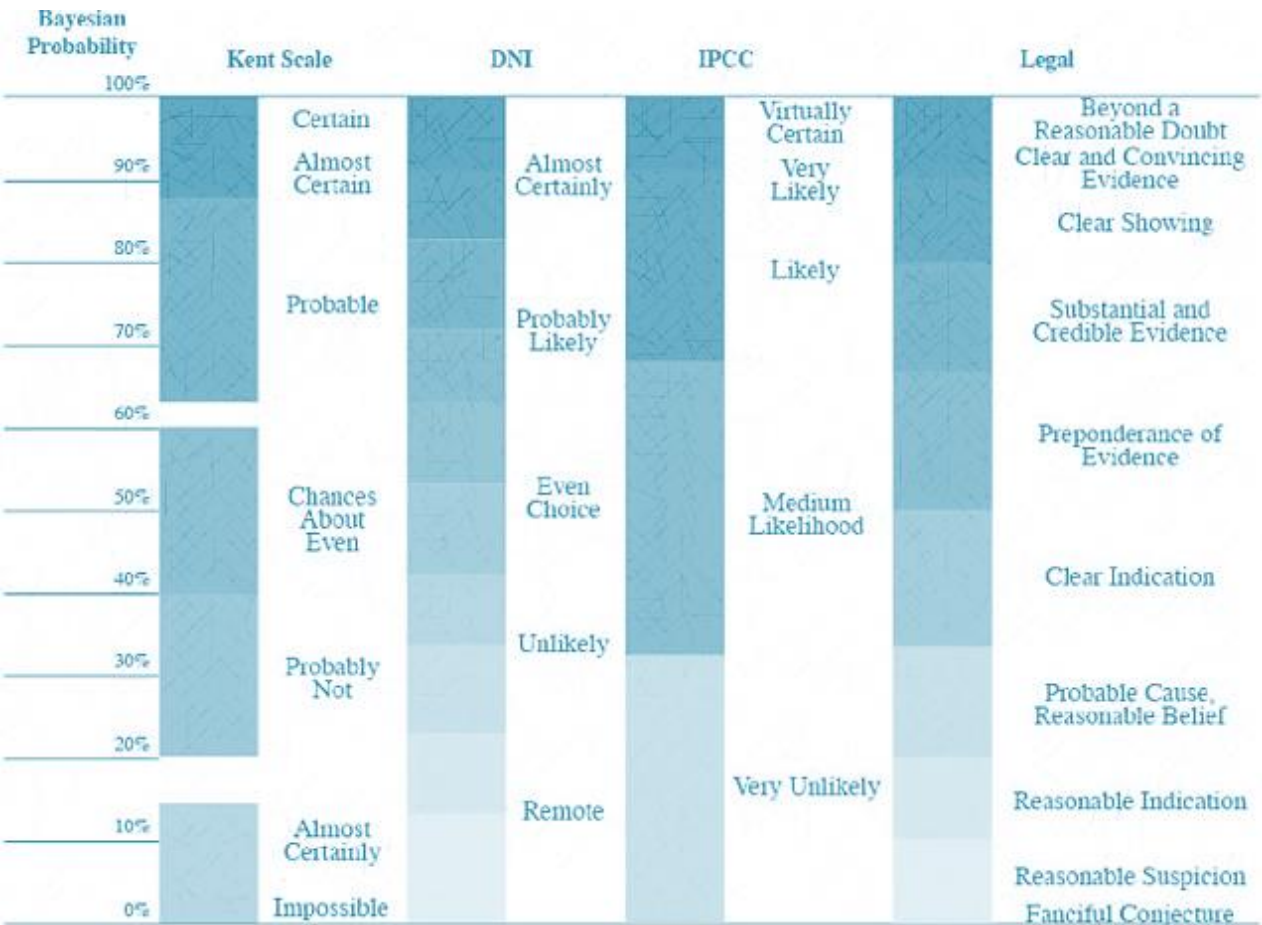 Bayesian
Probability
Kent Scale
DNI
IPCC
Legal
100%
90%
80%
70%
60%
50%
40%
30%
20%
10%
0%
Certain
Almost
Certain
Probable
Chances
About
Even
Probably
Not
Almost
Certainly
Impossible
Almost
Certainly
Probably
Likely
Even
Choice
Unlikely
Remote
Virtually
Certain
Very
Likely
Likely
Medium
Likelihood
Very Unlikely
Beyond a
Reasonable Doubt
Clear and Convincing
Evidence
Clear Showing
Substantial and
Credible Evidence
Preponderance of
Evidence
Clear Indication
Probable Cause,
Reasonable Belief
Reasonable Indication
Reasonable Suspicion
Fanciful Conjecture